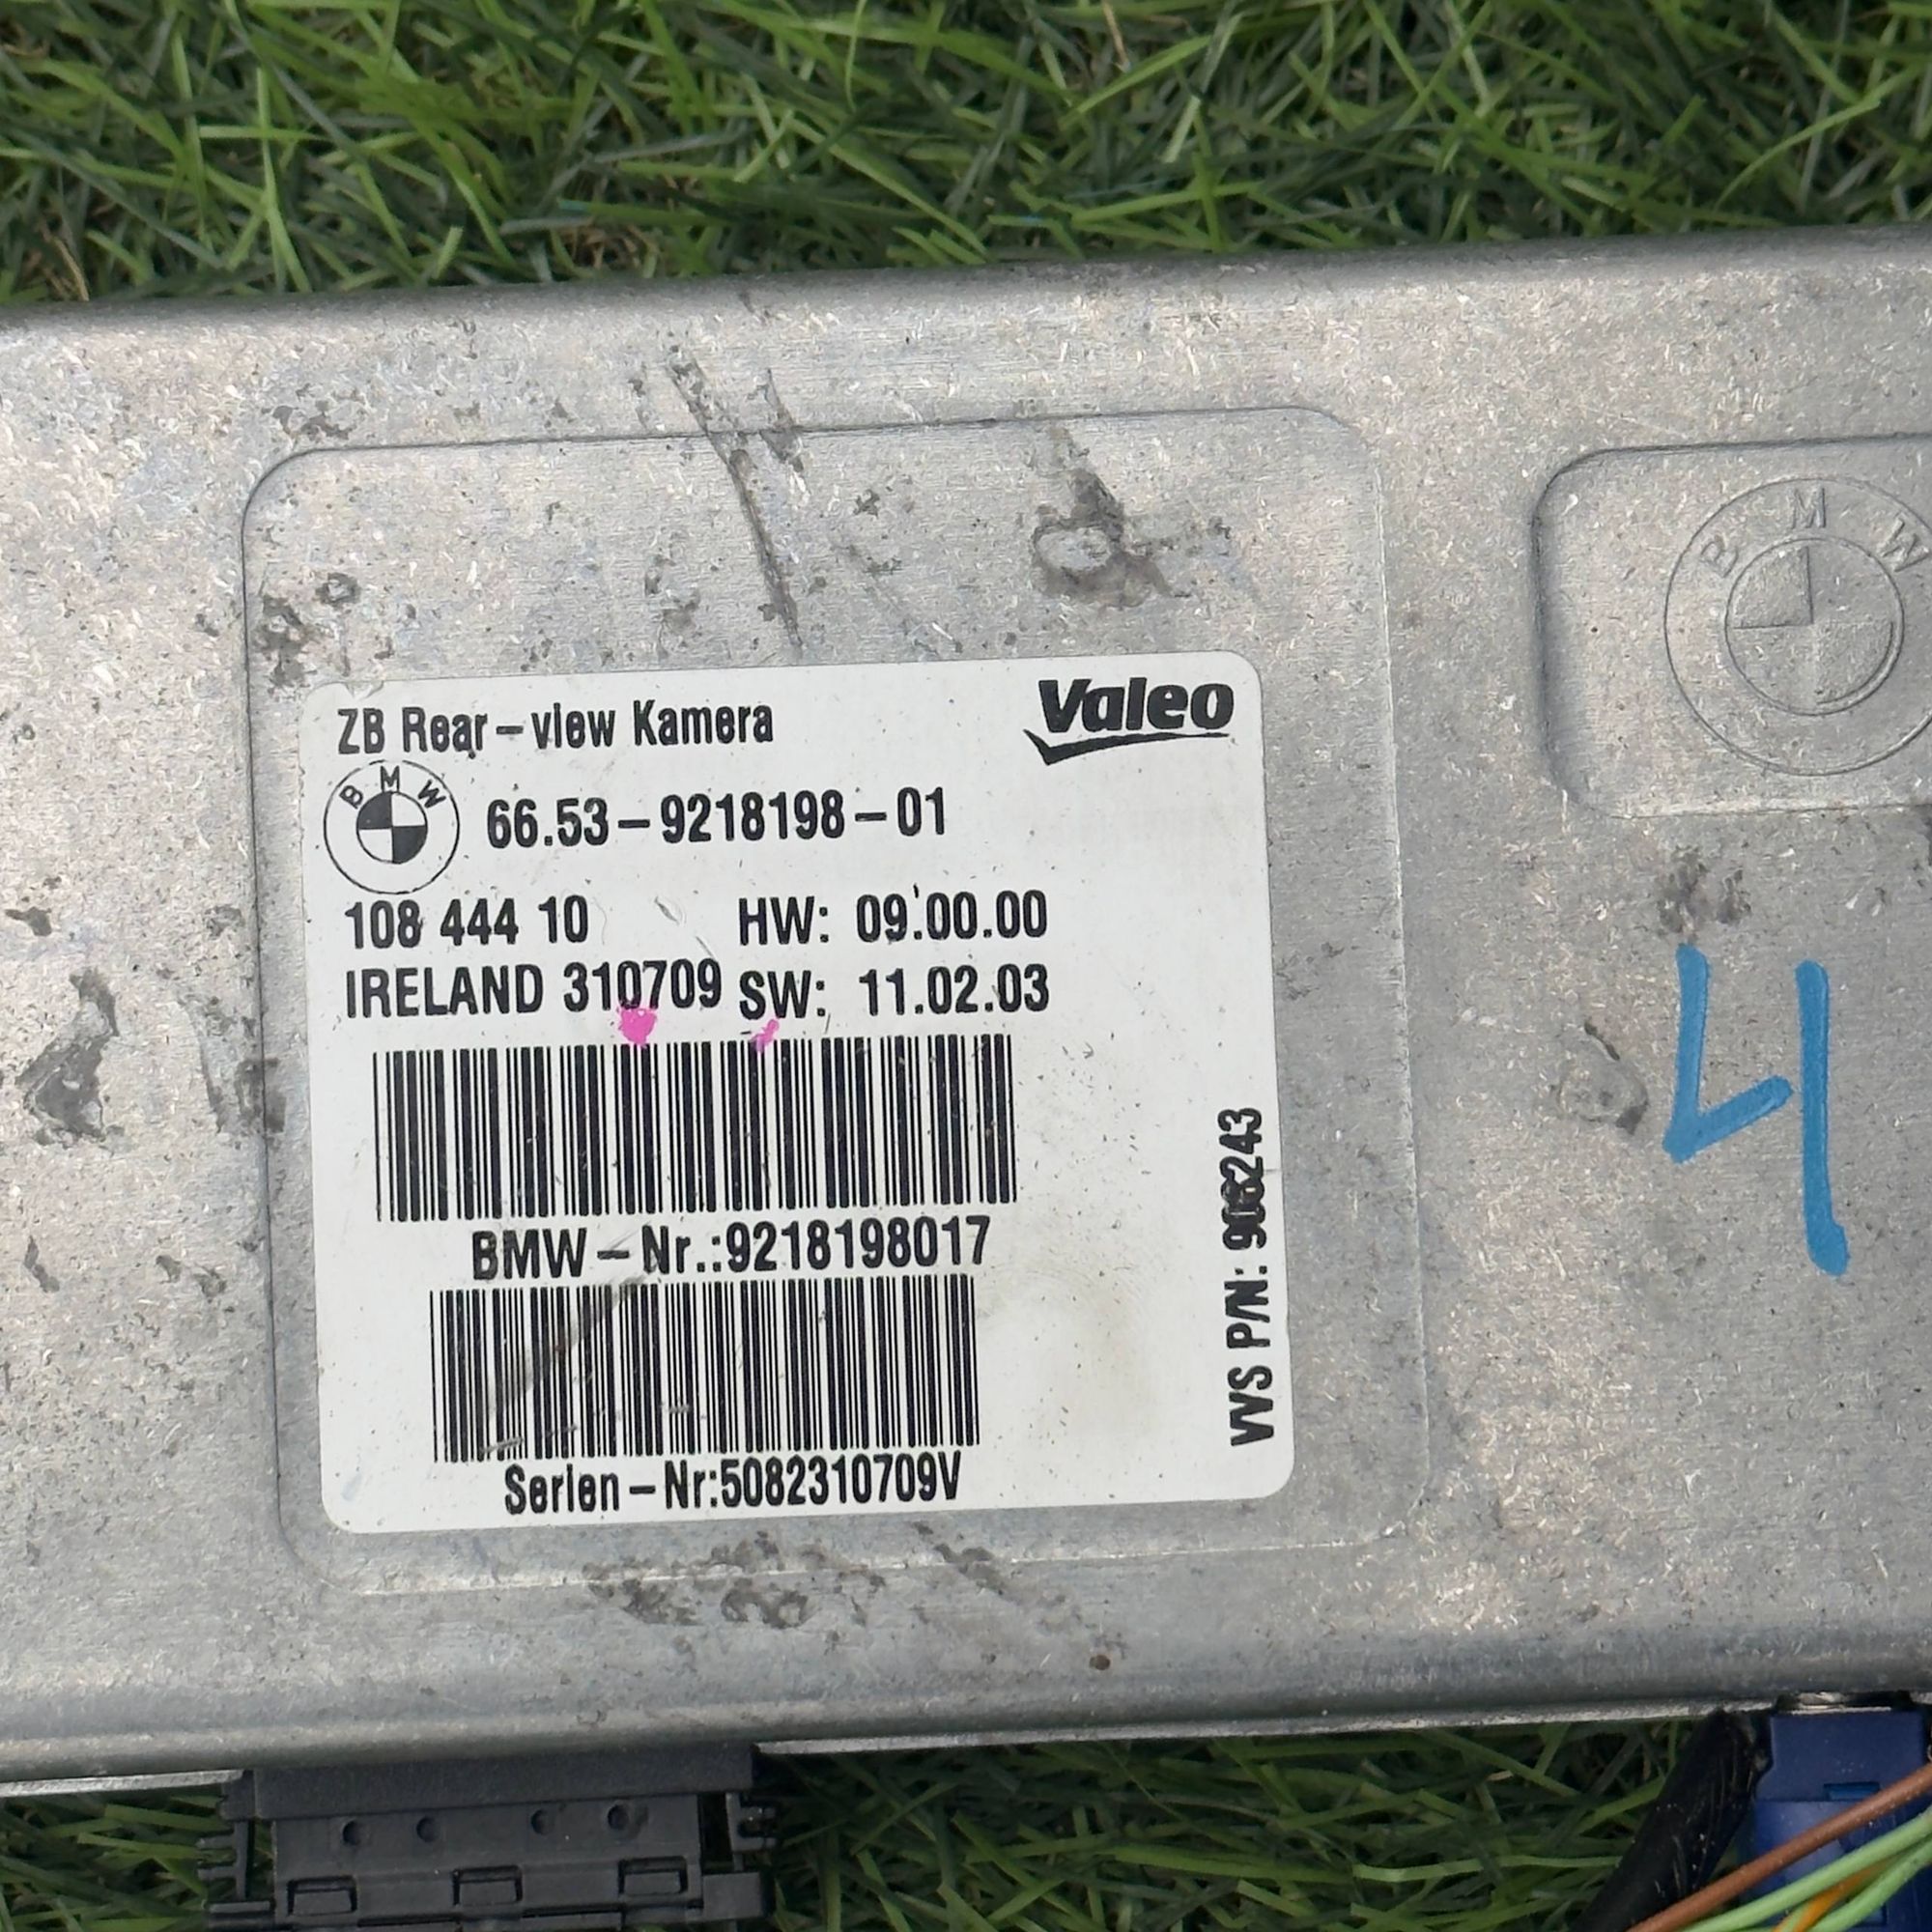 ZB Rear-view Kamera
Valeo
BMW
66.53-9218198-01
108 444 10 HW: 09.00.00
IRELAND 310709 SW: 11.02.03
BMW-Nr.:9218198017
Serien-Nr:5082310709V
VVS P/N:
BMW
4